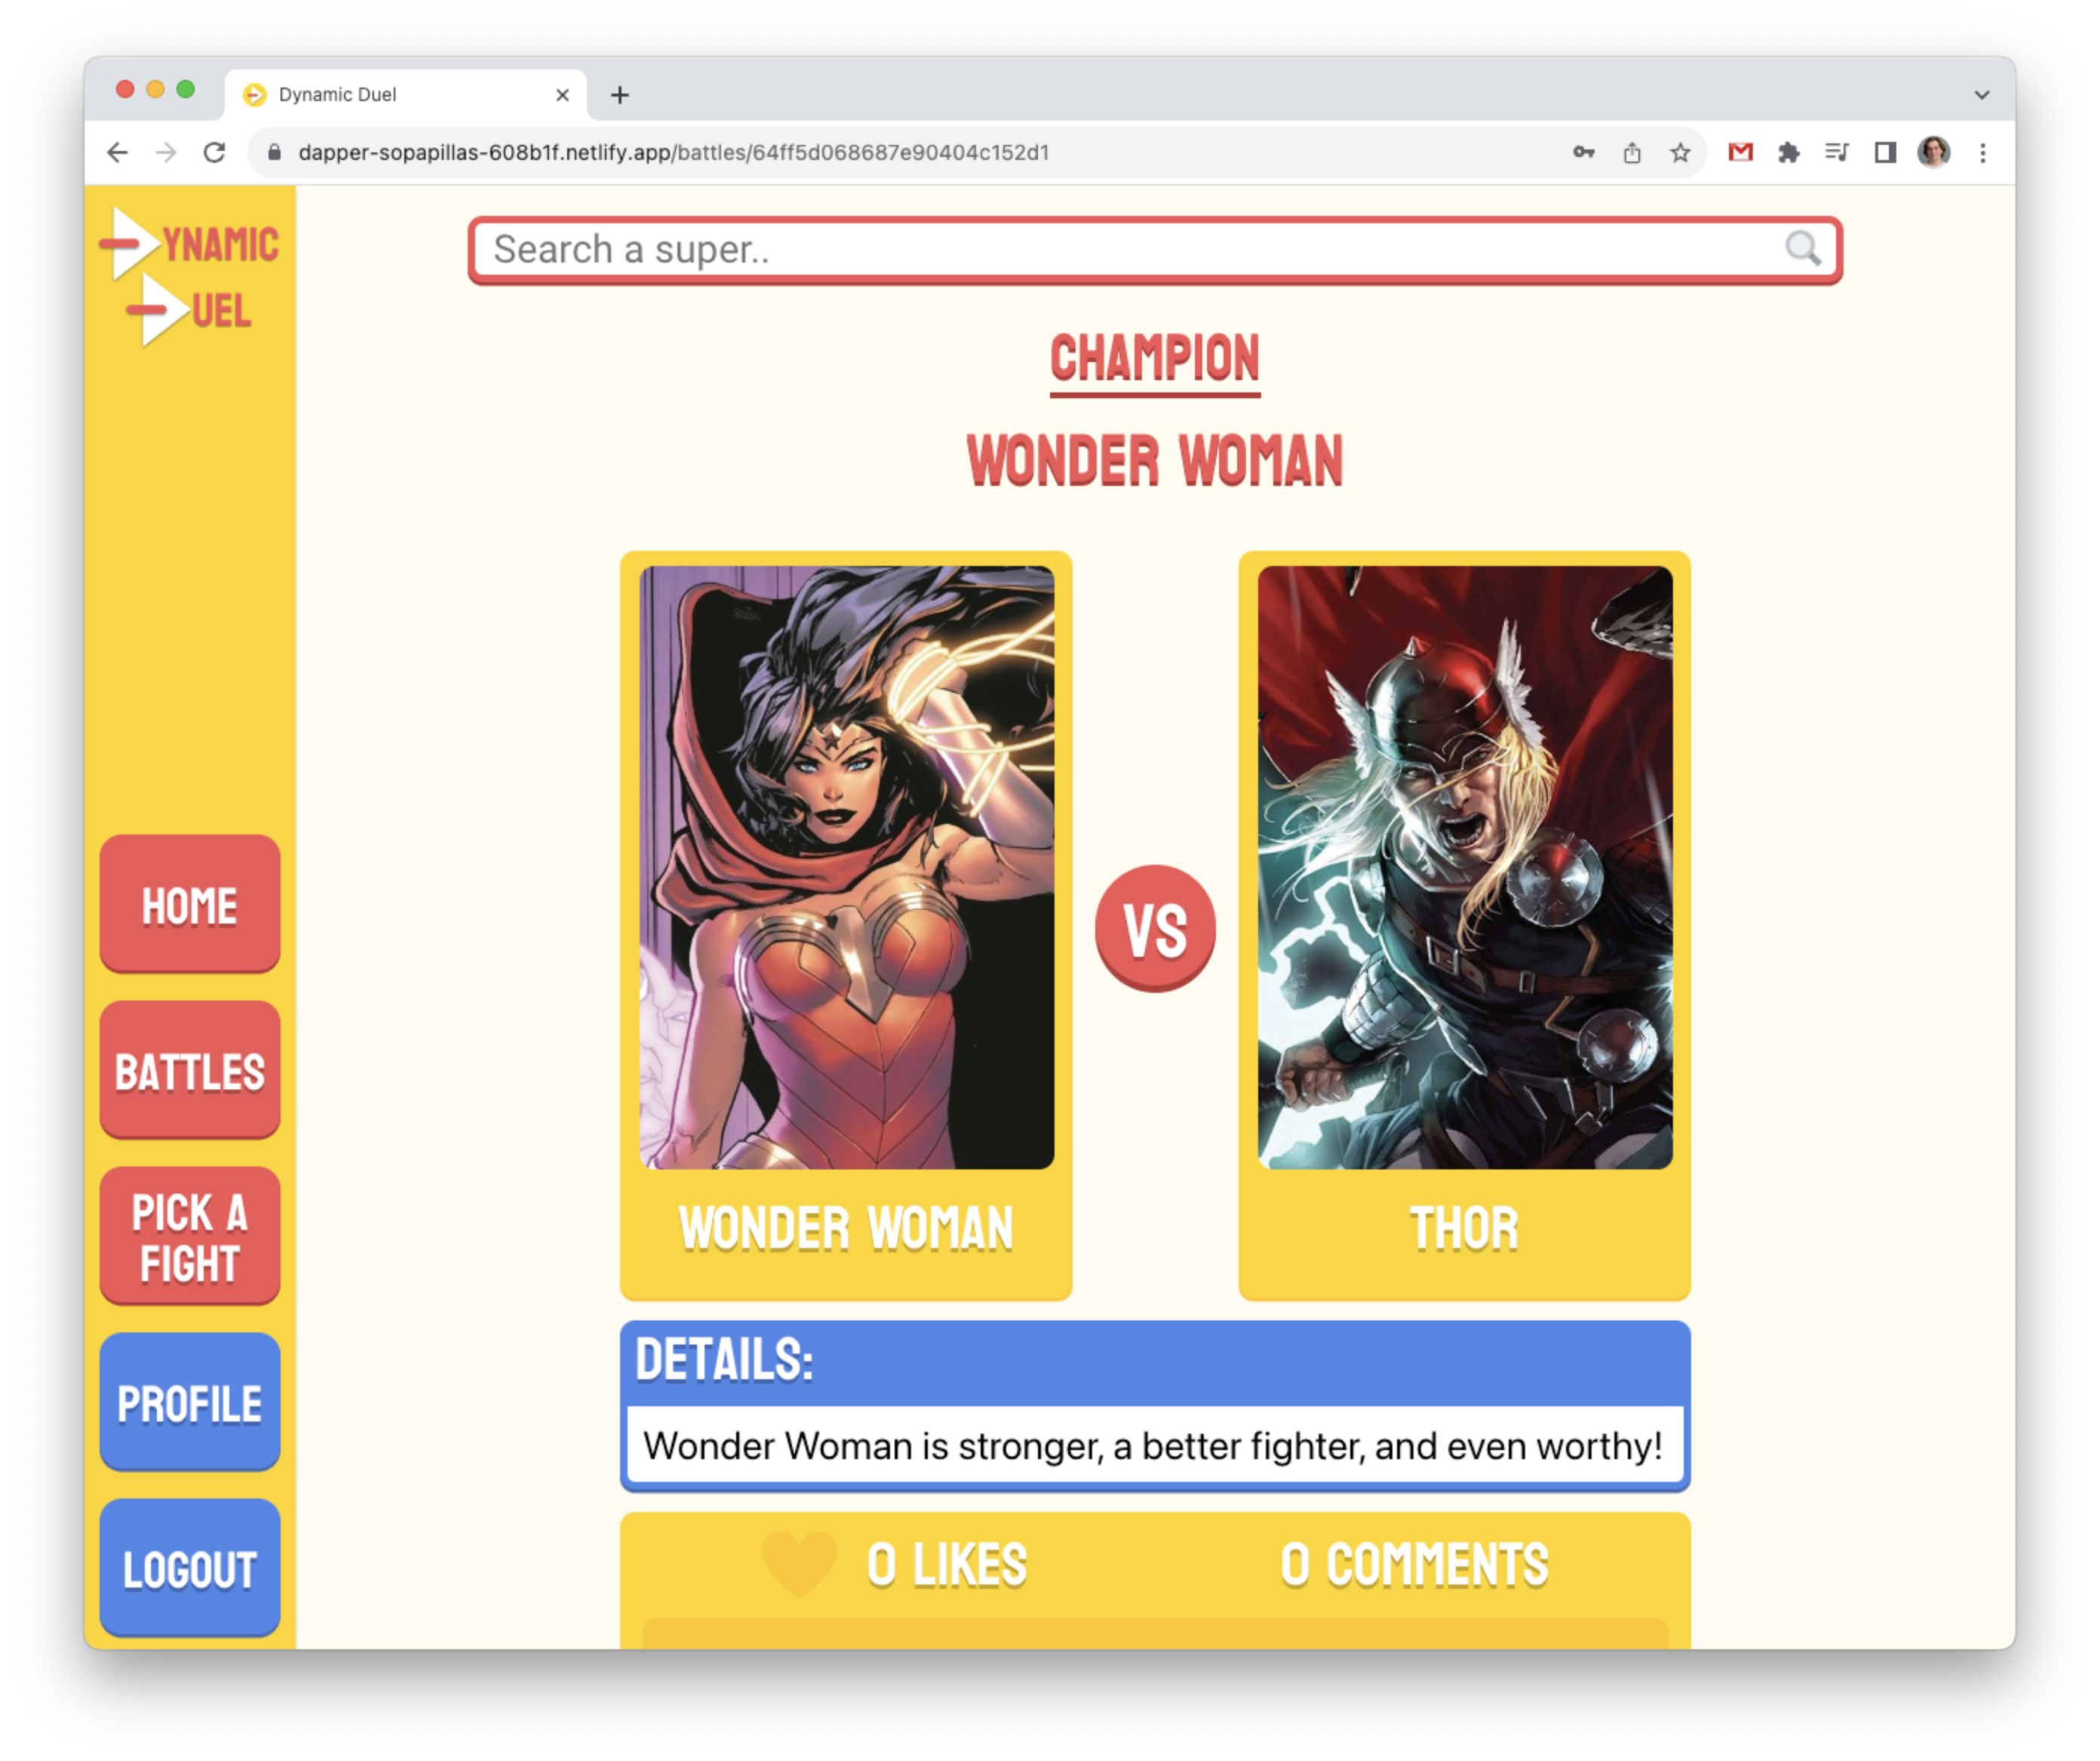 Dynamic Duel
dapper-sopapillas-608b1f.netlify.app/battles/64ff5d068687e90404c152d1
YNAMIC
UEL
HOME
BATTLES
PICK A
FIGHT
PROFILE
LOGOUT
Search a super..
CHAMPION
WONDER WOMAN
WONDER WOMAN
VS
THOR
DETAILS:
Wonder Woman is stronger, a better fighter, and even worthy!
0 LIKES
0 COMMENTS